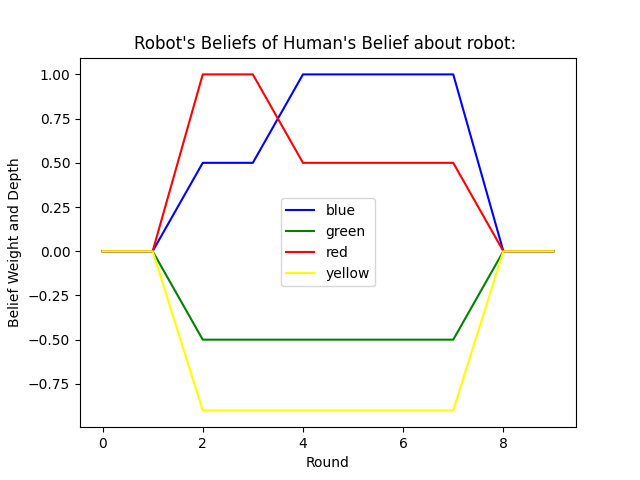 Robot's Beliefs of Human's Belief about robot:
1.00
0.75
0.50
0.25
0.00
−0.25
−0.50
−0.75
Belief Weight and Depth
blue
green
red
yellow
0 2 4 6 8
Round